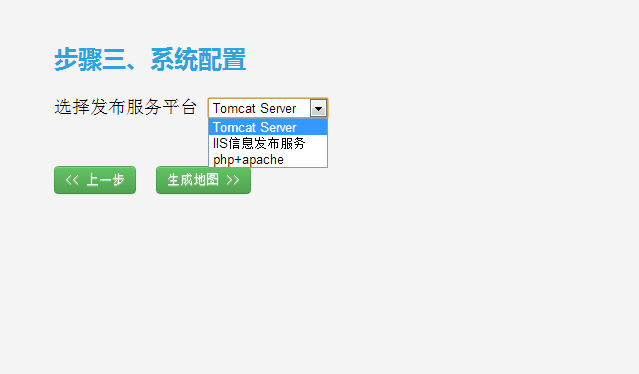 步骤三、系统配置
选择发布服务平台 Tomcat Server
Tomcat Server
IIS信息发布服务
php+apache
<< 上一步 生成地图 >>